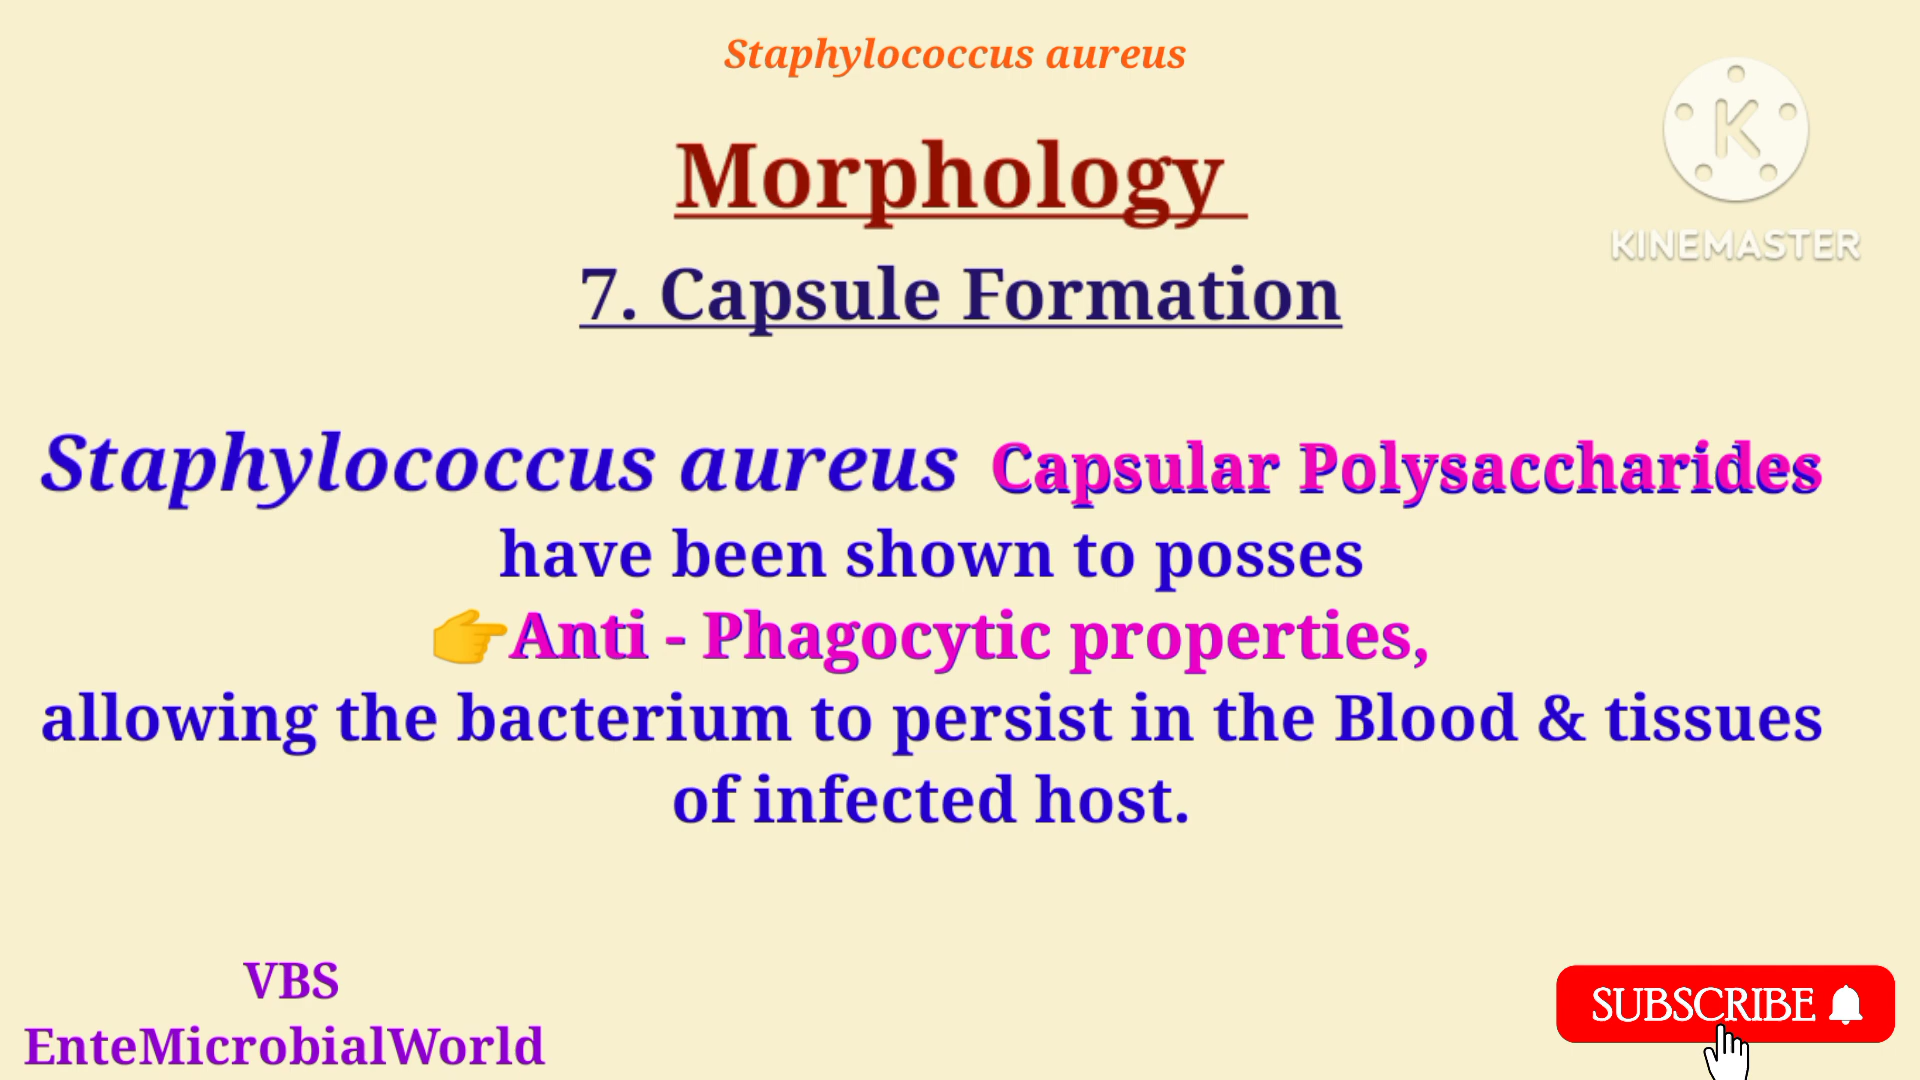 Staphylococcus aureus
Morphology
KINEMASTER
7. Capsule Formation
Staphylococcus aureus Capsular Polysaccharides
have been shown to posses
👉Anti - Phagocytic properties,
allowing the bacterium to persist in the Blood & tissues
of infected host.
VBS
EnteMicrobialWorld
SUBSCRIBE